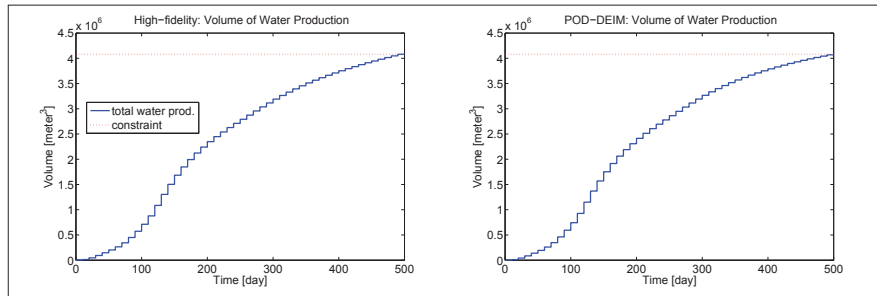 High−fidelity: Volume of Water Production
x 10^6
4.5
4
3.5
3
2.5
2
1.5
1
0.5
0
Volume [meter^3]
total water prod.
constraint
0 100 200 300 400 500
Time [day]
POD−DEIM: Volume of Water Production
x 10^6
4.5
4
3.5
3
2.5
2
1.5
1
0.5
0
Volume [meter^3]
0 100 200 300 400 500
Time [day]